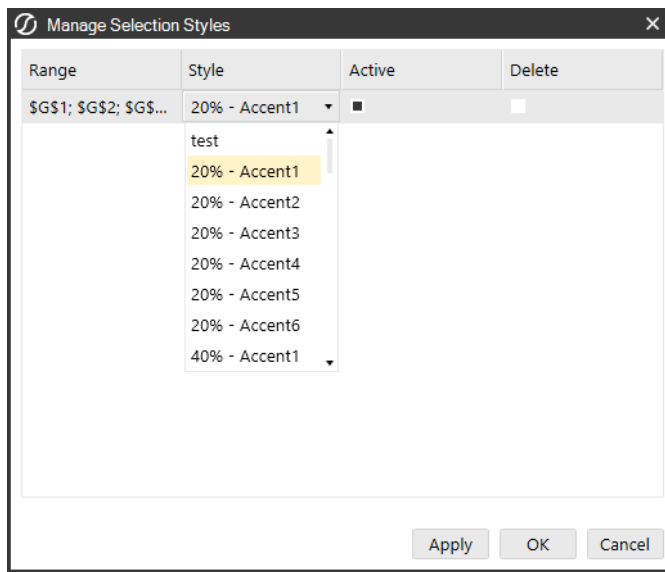 Manage Selection Styles
Range Style Active Delete
$G$1; $G$2; $G$... 20% - Accent1
test
20% - Accent1
20% - Accent2
20% - Accent3
20% - Accent4
20% - Accent5
20% - Accent6
40% - Accent1
Apply OK Cancel